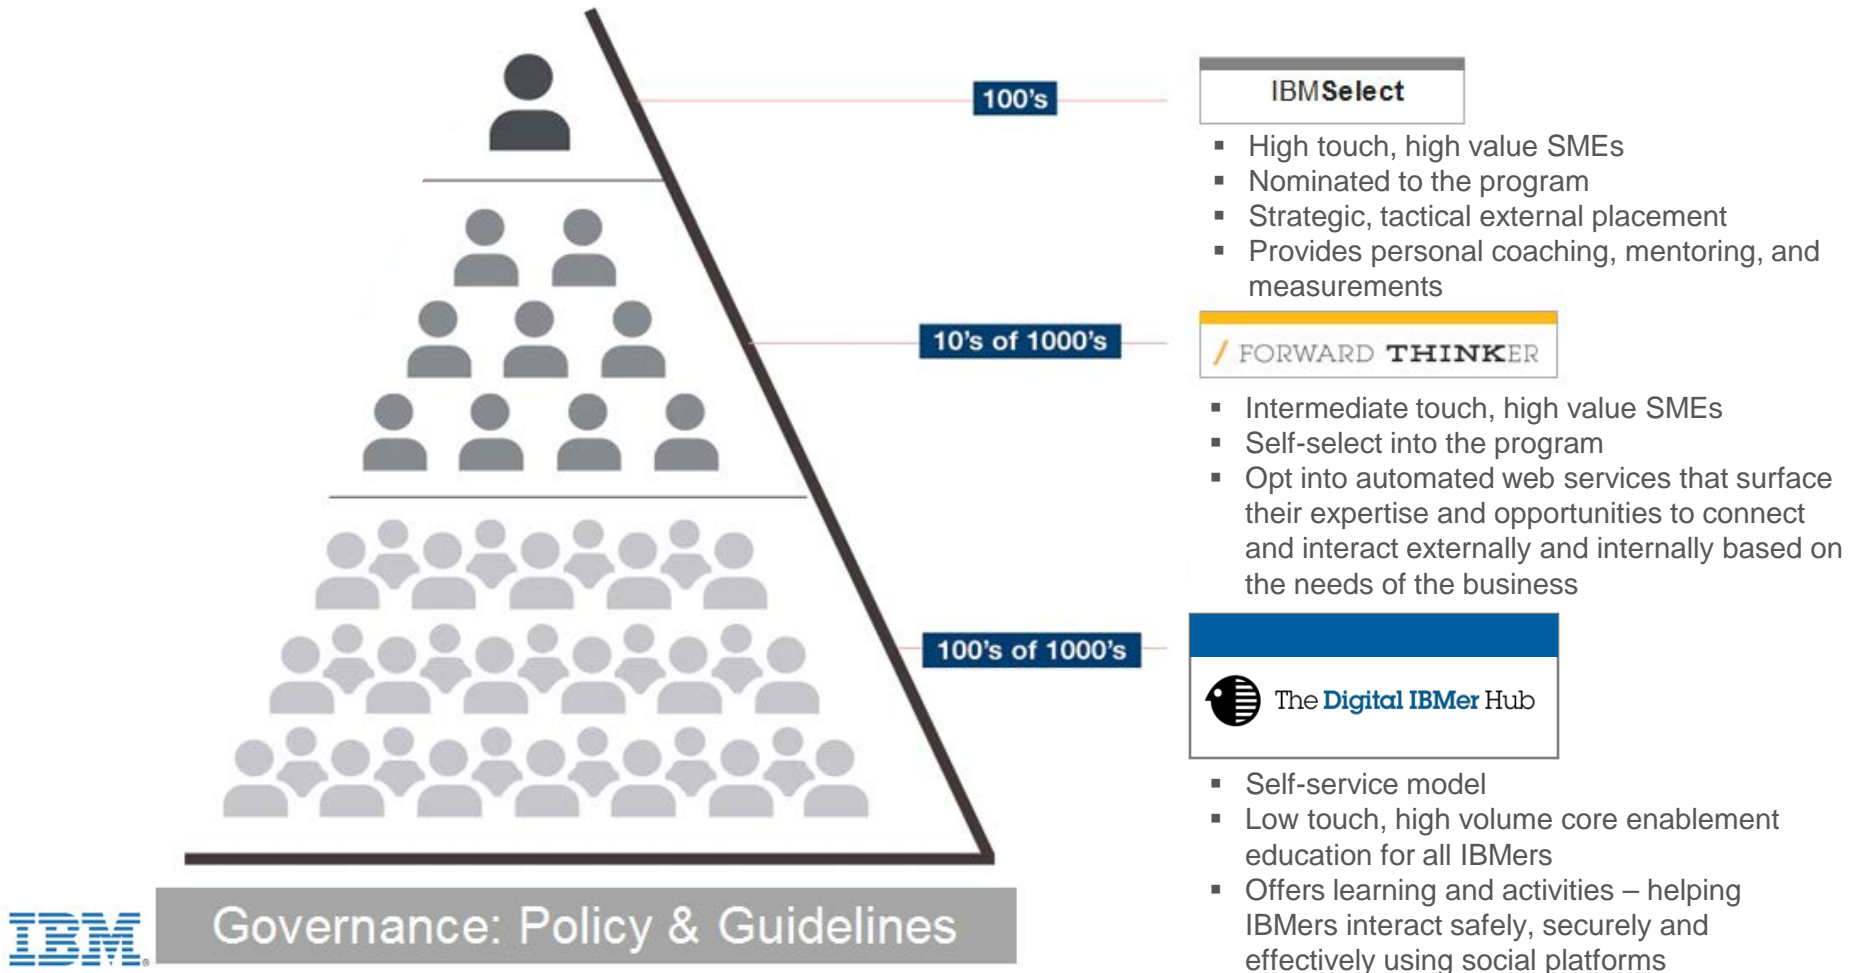 100's
IBMSelect
▪ High touch, high value SMEs
▪ Nominated to the program
▪ Strategic, tactical external placement
▪ Provides personal coaching, mentoring, and
measurements
10's of 1000's
/ FORWARD THINKER
▪ Intermediate touch, high value SMEs
▪ Self-select into the program
▪ Opt into automated web services that surface
their expertise and opportunities to connect
and interact externally and internally based on
the needs of the business
100's of 1000's
The Digital IBMer Hub
▪ Self-service model
▪ Low touch, high volume core enablement
education for all IBMers
▪ Offers learning and activities – helping
IBMers interact safely, securely and
effectively using social platforms
Governance: Policy & Guidelines
IBM®